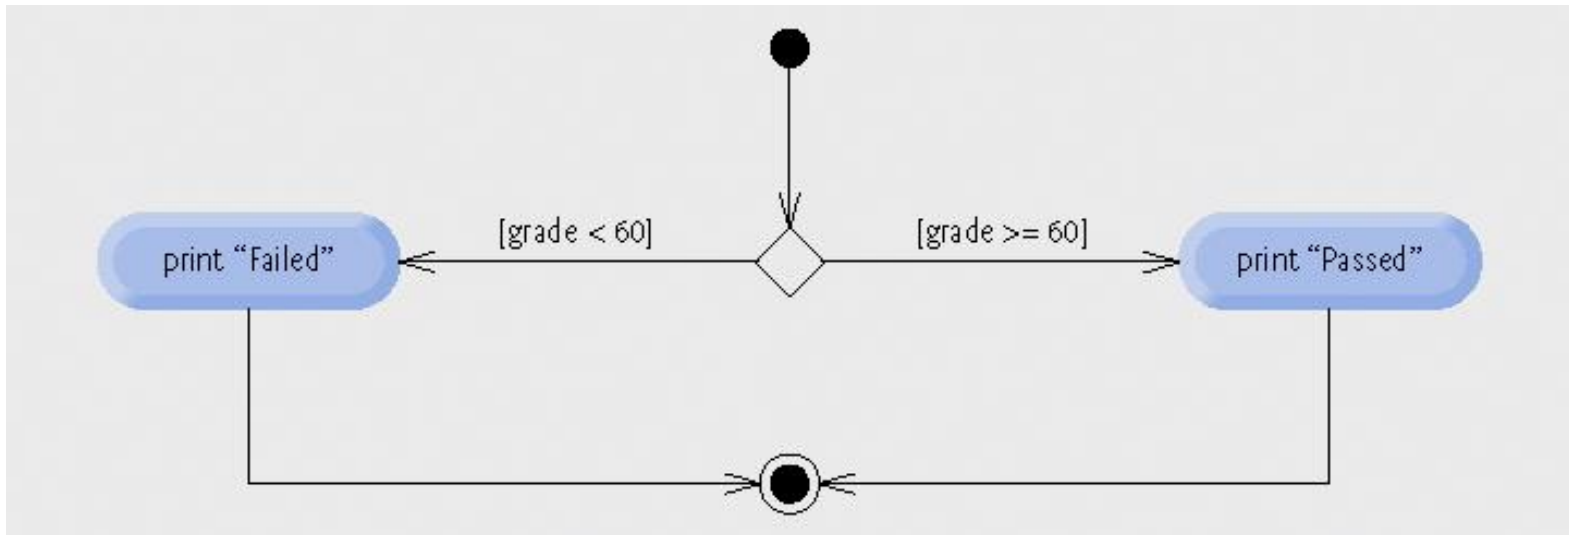 [grade < 60]
[grade >= 60]
print “Failed”
print “Passed”